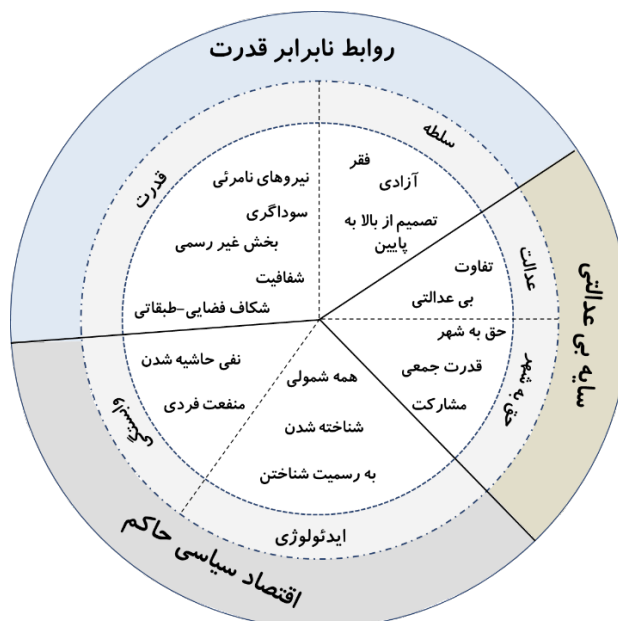 روابط نابرابر قدرت
سلطه
فقر
آزادی
تصمیم از بالا به
پایین
قدرت
نیروهای نامرئی
سوداگری
بخش غیر رسمی
شفافیت
شکاف فضایی-طبقاتی
سایه بی عدالتی
عدالت
تفاوت
بی عدالتی
حق به شهر
حق به شهر
قدرت جمعی
مشارکت
اقتصاد سیاسی حاکم
ایدئولوژی
همه شمولی
شناخته شدن
به رسمیت شناختن
وابستگی
نفی حاشیه شدن
منفعت فردی